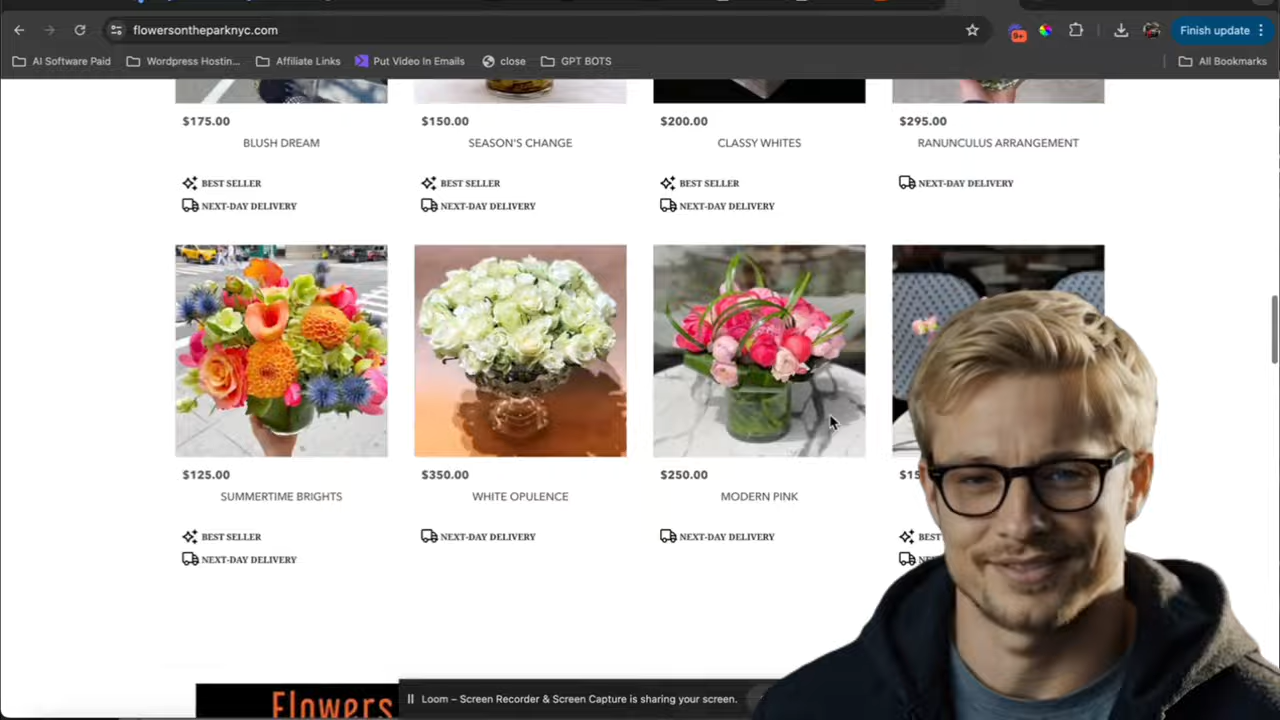 flowersontheparknyc.com
9+
Finish update
AI Software Paid
Wordpress Hostin...
Affiliate Links
Put Video In Emails
close
GPT BOTS
All Bookmarks
$175.00
$150.00
$200.00
$295.00
BLUSH DREAM
SEASON'S CHANGE
CLASSY WHITES
RANUNCULUS ARRANGEMENT
BEST SELLER
BEST SELLER
BEST SELLER
NEXT-DAY DELIVERY
NEXT-DAY DELIVERY
NEXT-DAY DELIVERY
NEXT-DAY DELIVERY
$125.00
$350.00
$250.00
SUMMERTIME BRIGHTS
WHITE OPULENCE
MODERN PINK
BEST SELLER
NEXT-DAY DELIVERY
NEXT-DAY DELIVERY
BEST
NEXT-DAY DELIVERY
Flowers
Loom – Screen Recorder & Screen Capture is sharing your screen.